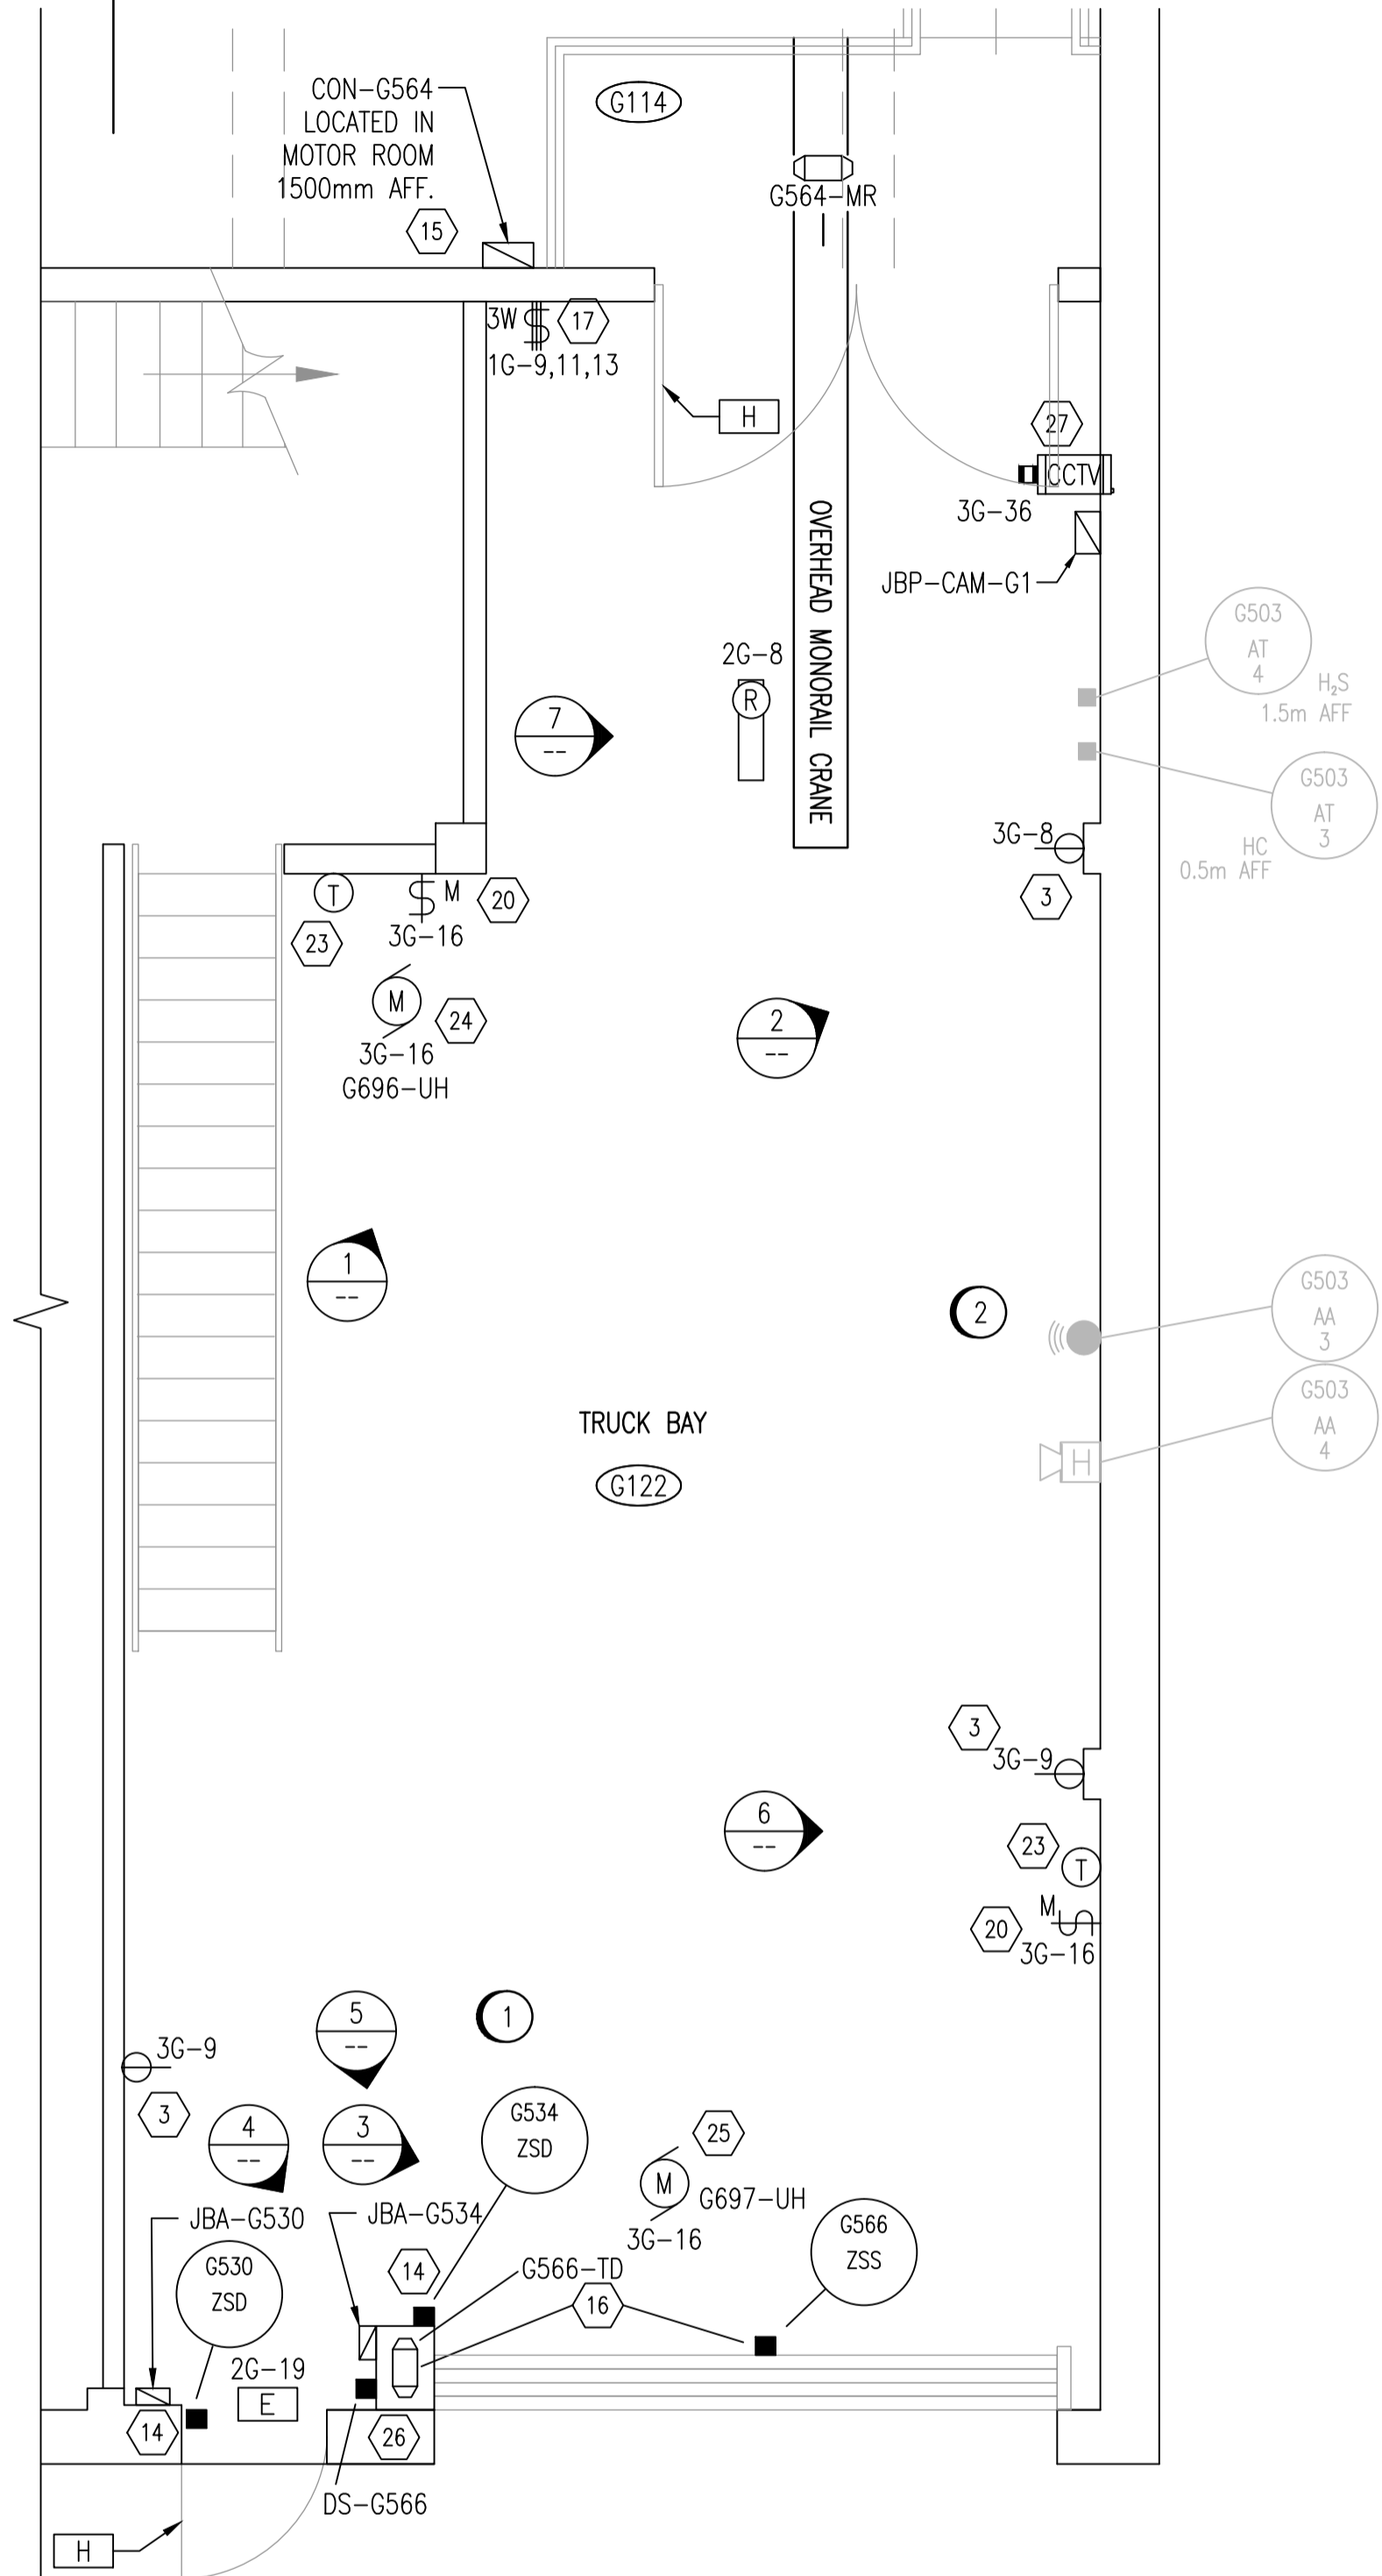 CON-G564
LOCATED IN
MOTOR ROOM
1500mm AFF.
G114
G564-MR
15
3W
17
1G-9,11,13
H
27
CCTV
3G-36
JBP-CAM-G1
OVERHEAD MONORAIL CRANE
G503
AT
4
H₂S
1.5m AFF
2G-8
R
7
--
G503
AT
3
HC
0.5m AFF
3G-8
3
T
M
20
23
3G-16
M
24
3G-16
G696-UH
2
--
1
--
2
G503
AA
3
G503
AA
4
H
TRUCK BAY
G122
3
3G-9
6
--
23
T
M
20
3G-16
5
--
1
3G-9
3
4
--
3
--
G534
ZSD
25
M
G697-UH
3G-16
JBA-G530
JBA-G534
G566
ZSS
G530
ZSD
14
G566-TD
16
2G-19
E
14
26
DS-G566
H